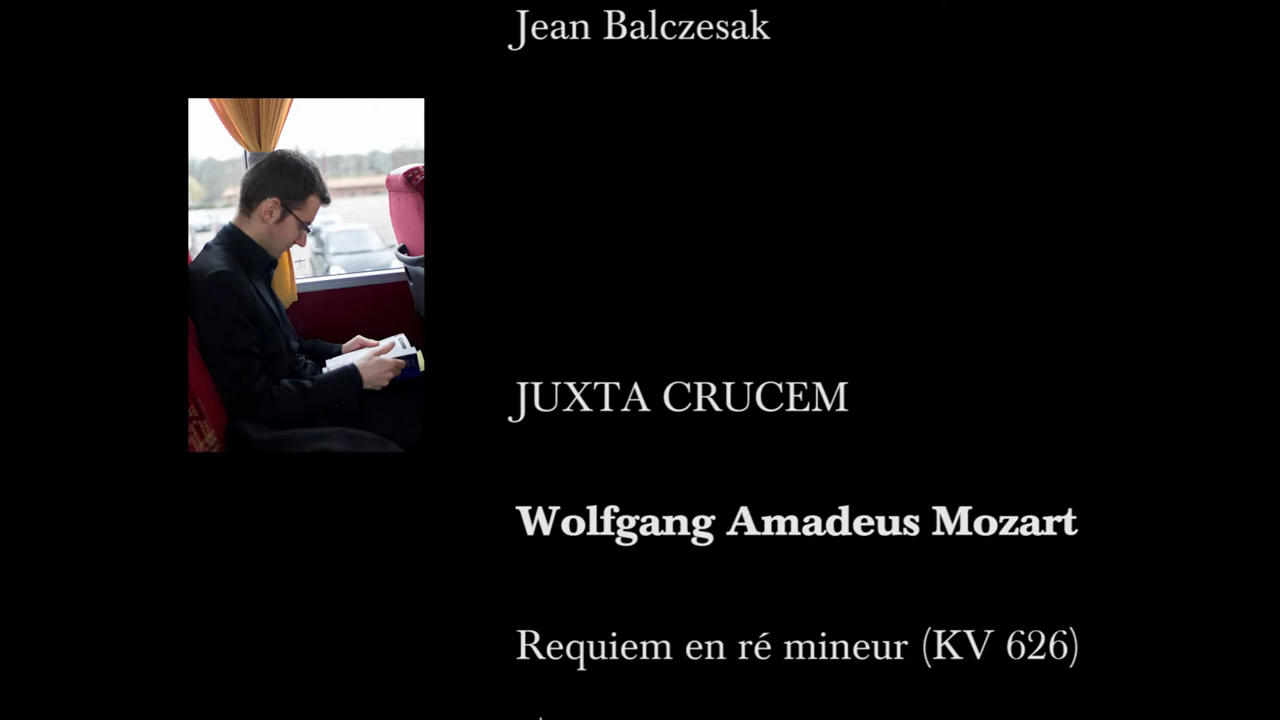 Jean Balczesak
JUXTA CRUCEM
Wolfgang Amadeus Mozart
Requiem en ré mineur (KV 626)